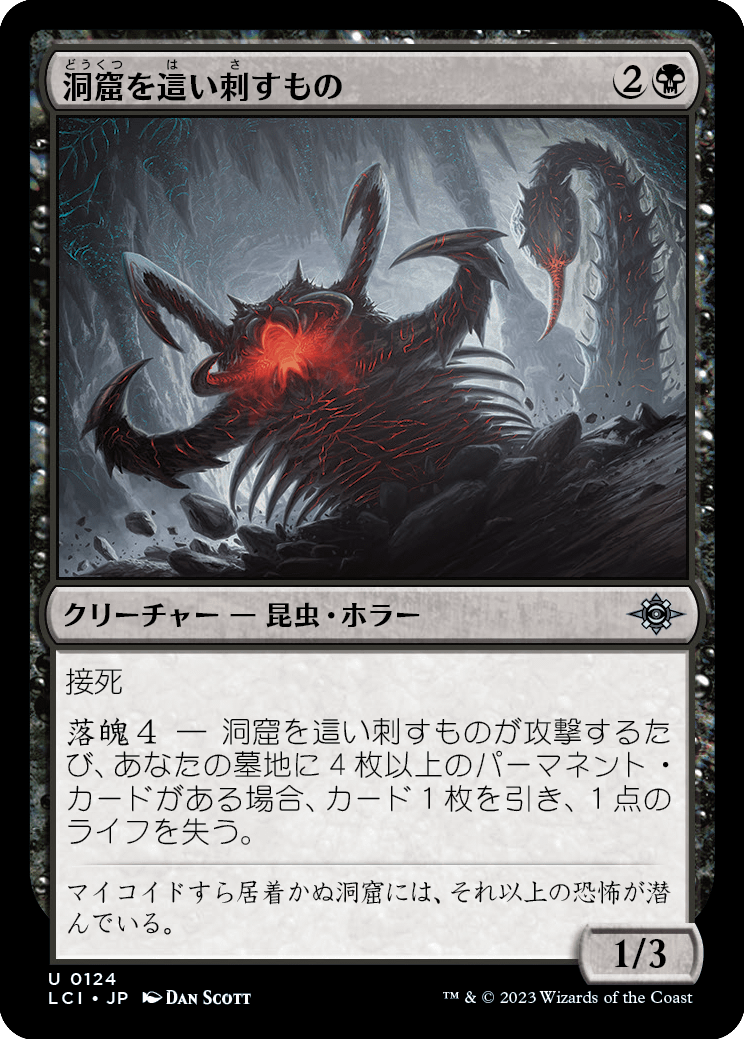 どうくつ は さ
洞窟を這い刺すもの 2
クリーチャー — 昆虫・ホラー
接死
落魄4 — 洞窟を這い刺すものが攻撃するた
び、あなたの墓地に4枚以上のパーマネント・
カードがある場合、カード1枚を引き、1点の
ライフを失う。
マイコイドすら居着かぬ洞窟には、それ以上の恐怖が潜
んでいる。
1/3
U 0124
LCI • JP DAN SCOTT
™ & © 2023 Wizards of the Coast